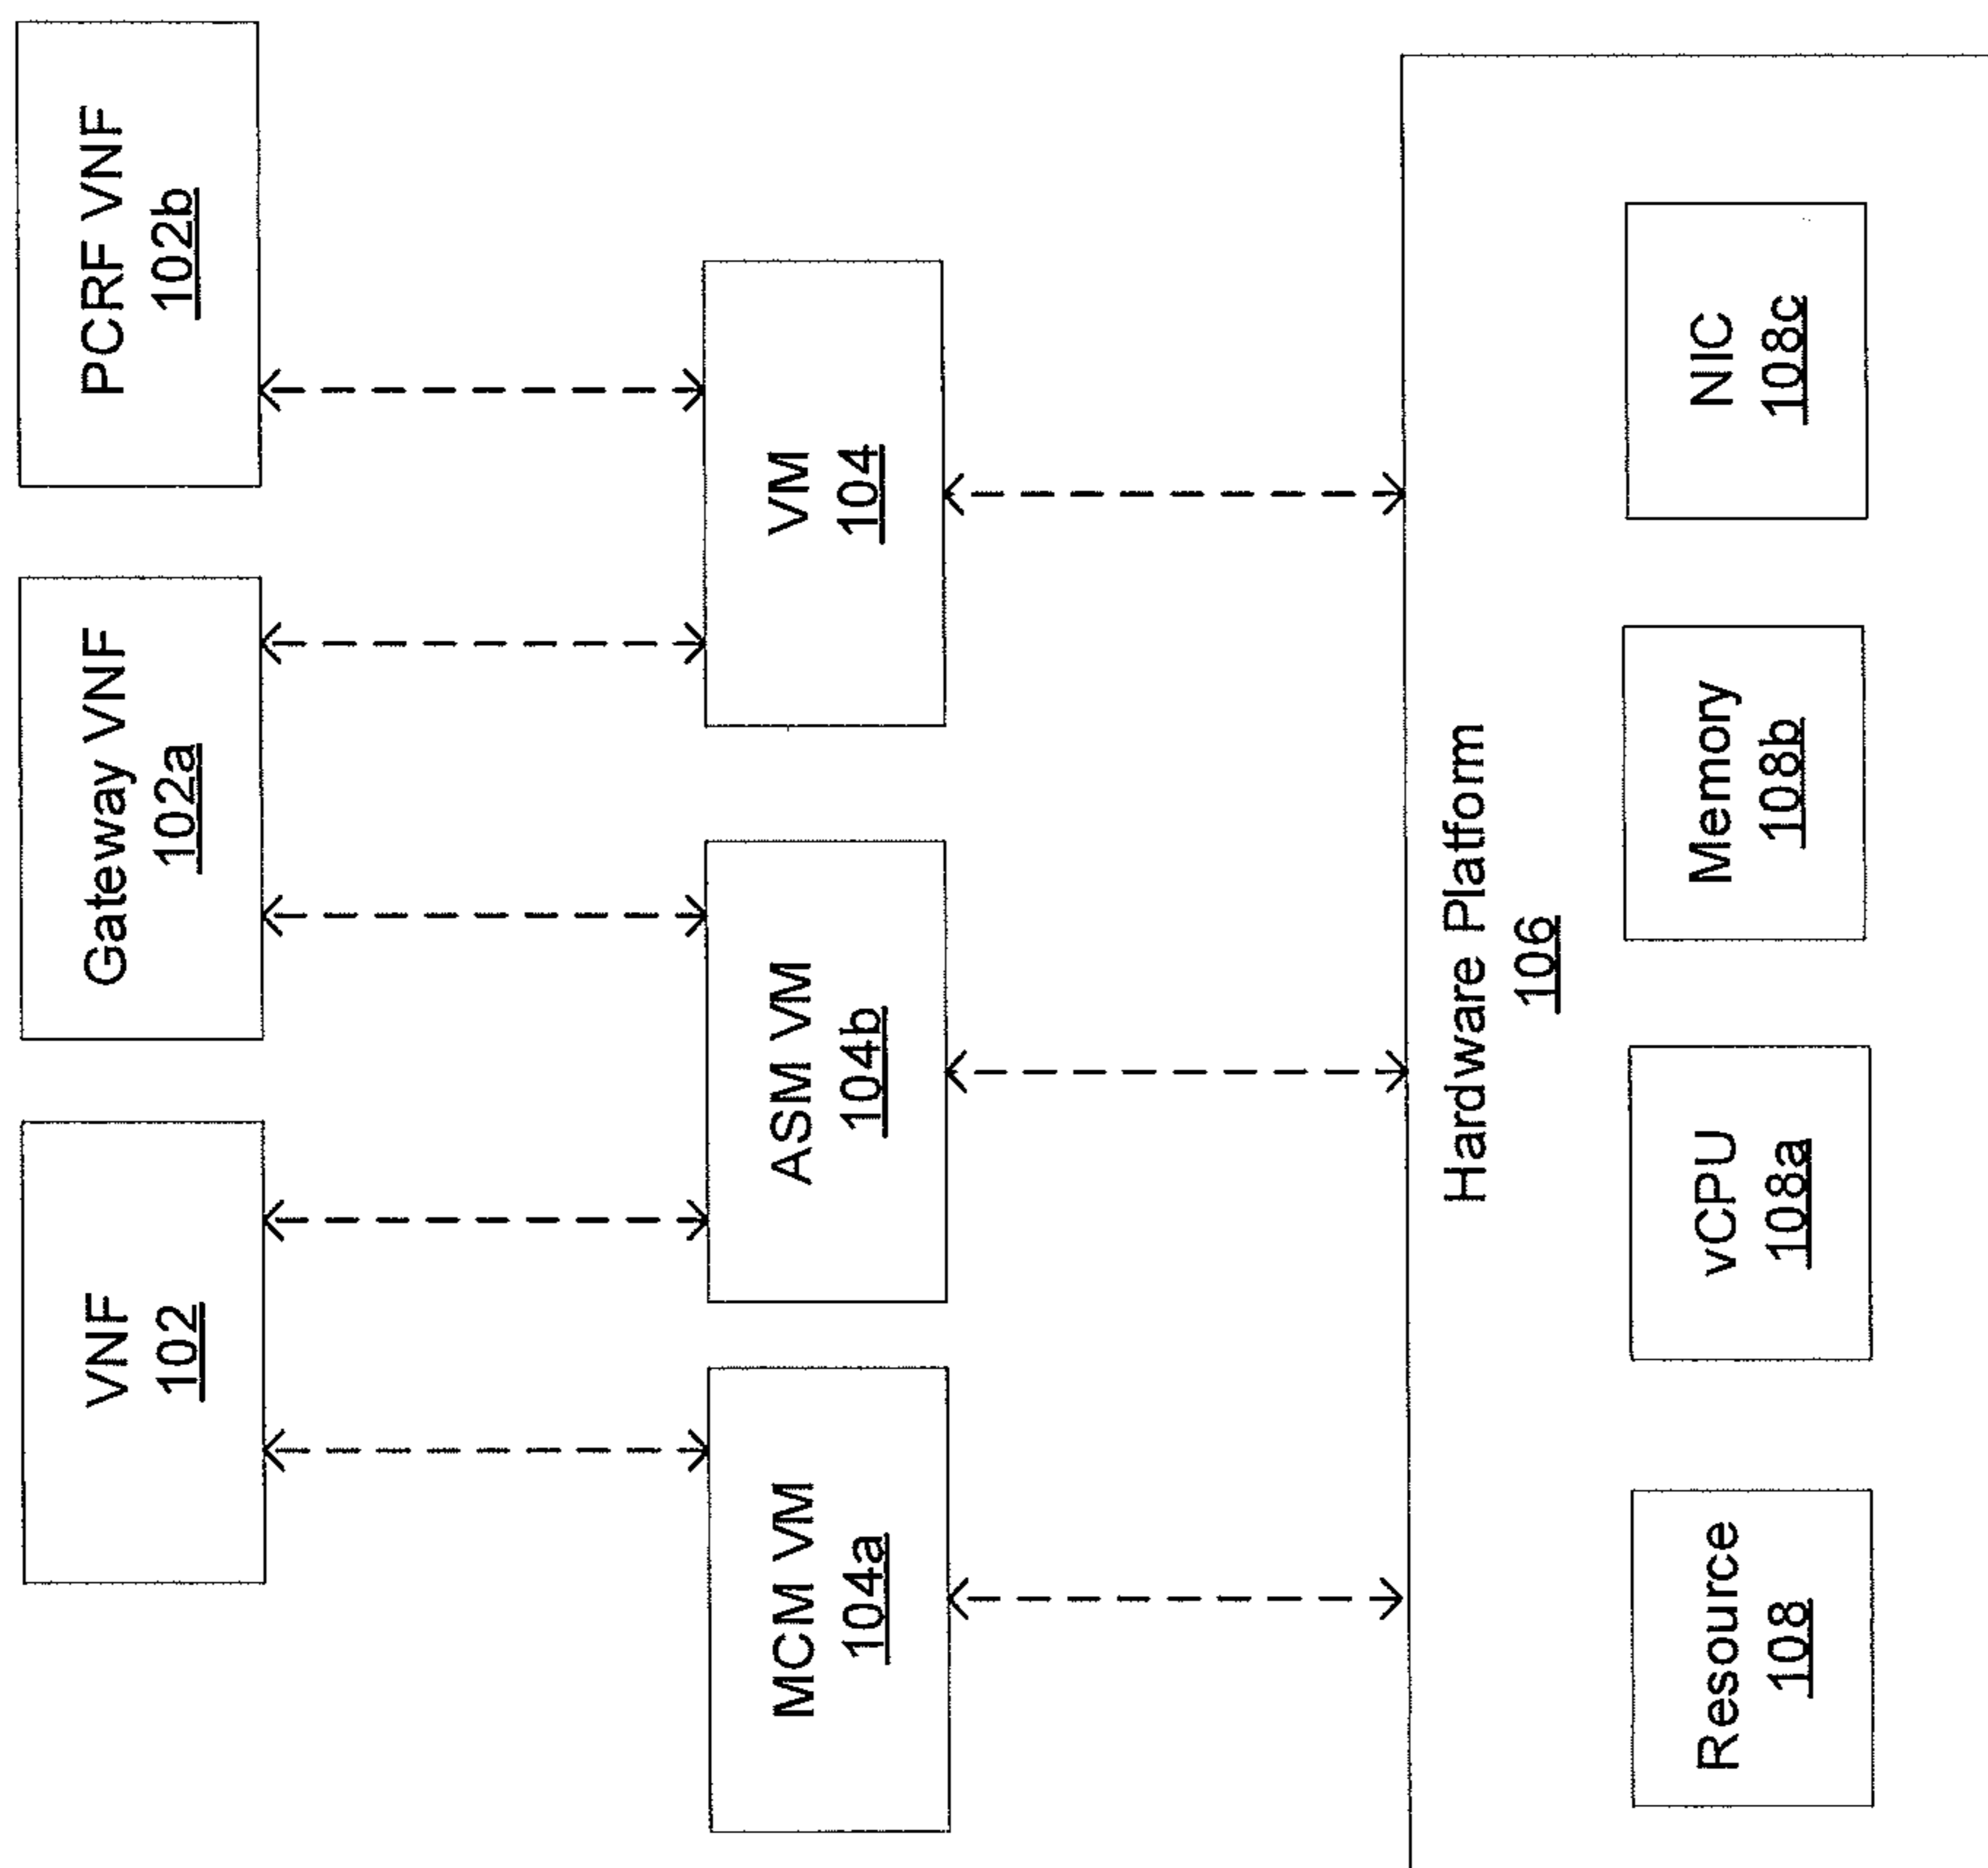 VNF
102
Gateway VNF
102a
PCRF VNF
102b
MCM VM
104a
ASM VM
104b
VM
104
Hardware Platform
106
Resource
108
vCPU
108a
Memory
108b
NIC
108c